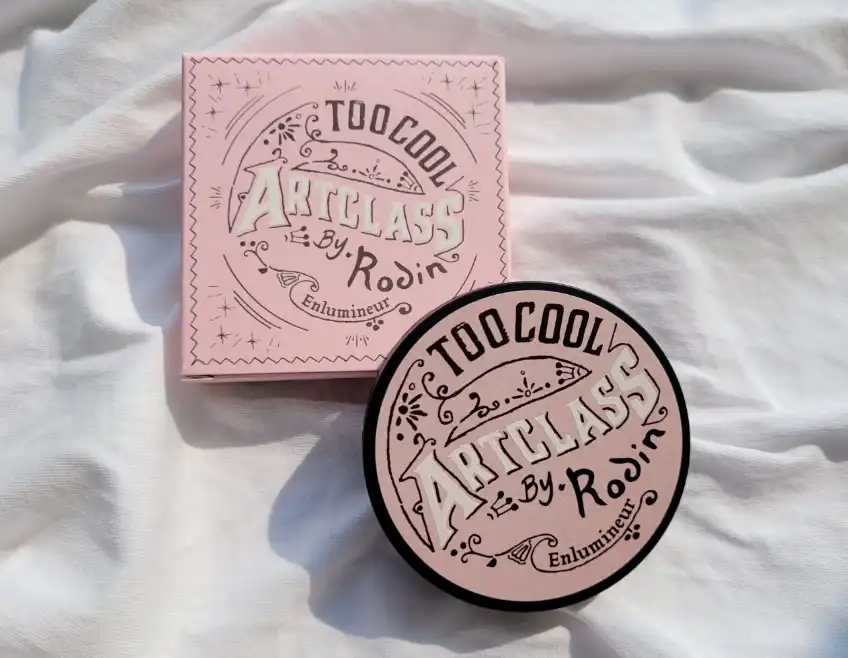 TOO COOL
ARTCLASS
By. Rodin
Enlumineur
TOO COOL
ARTCLASS
By. Rodin
Enlumineur